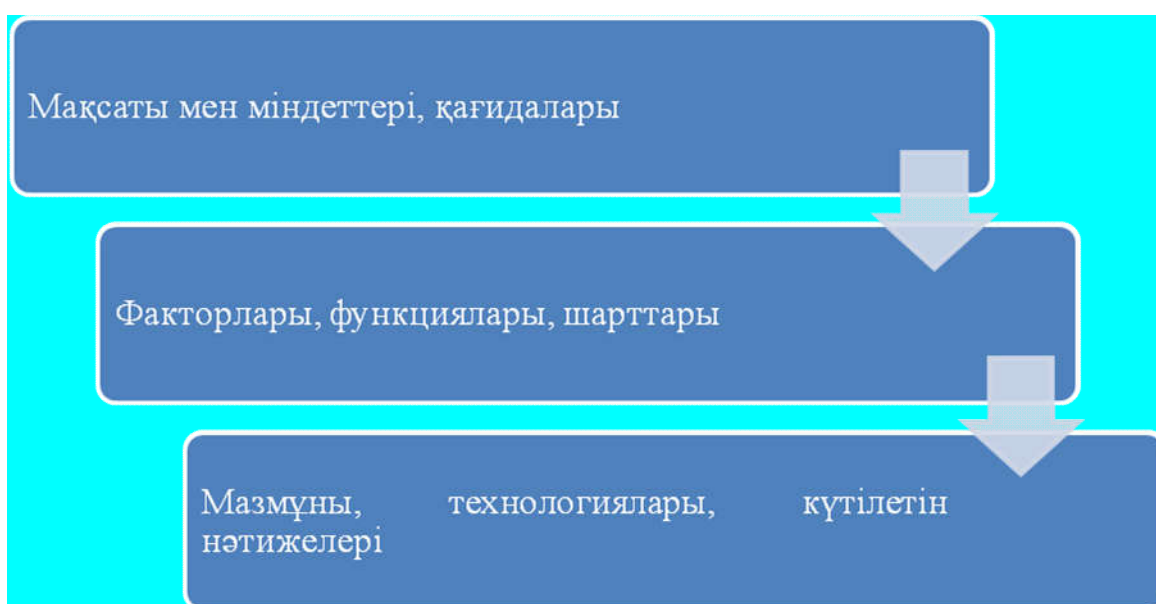 Мақсаты мен міндеттері, қағидалары
Факторлары, функциялары, шарттары
Мазмұны, технологиялары, күтілетін
нәтижелері